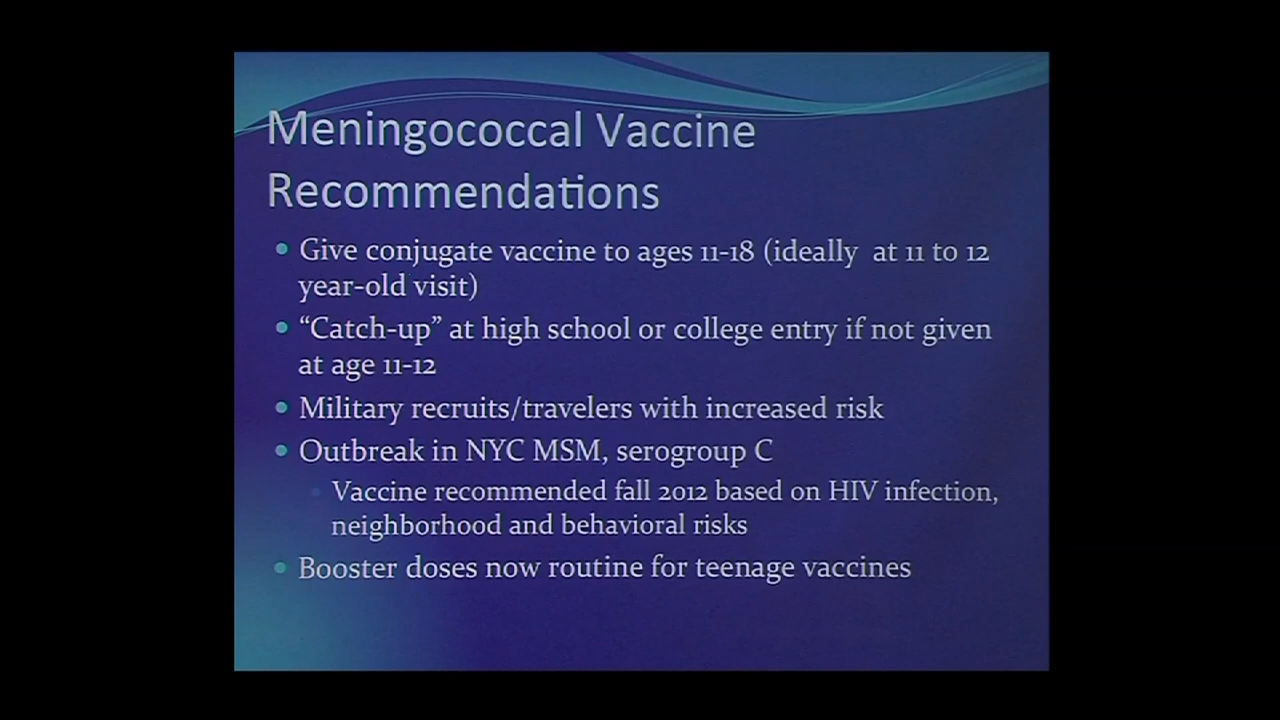 Meningococcal Vaccine
Recommendations
• Give conjugate vaccine to ages 11-18 (ideally at 11 to 12
year-old visit)
• “Catch-up” at high school or college entry if not given
at age 11-12
• Military recruits/travelers with increased risk
• Outbreak in NYC MSM, serogroup C
• Vaccine recommended fall 2012 based on HIV infection,
neighborhood and behavioral risks
• Booster doses now routine for teenage vaccines